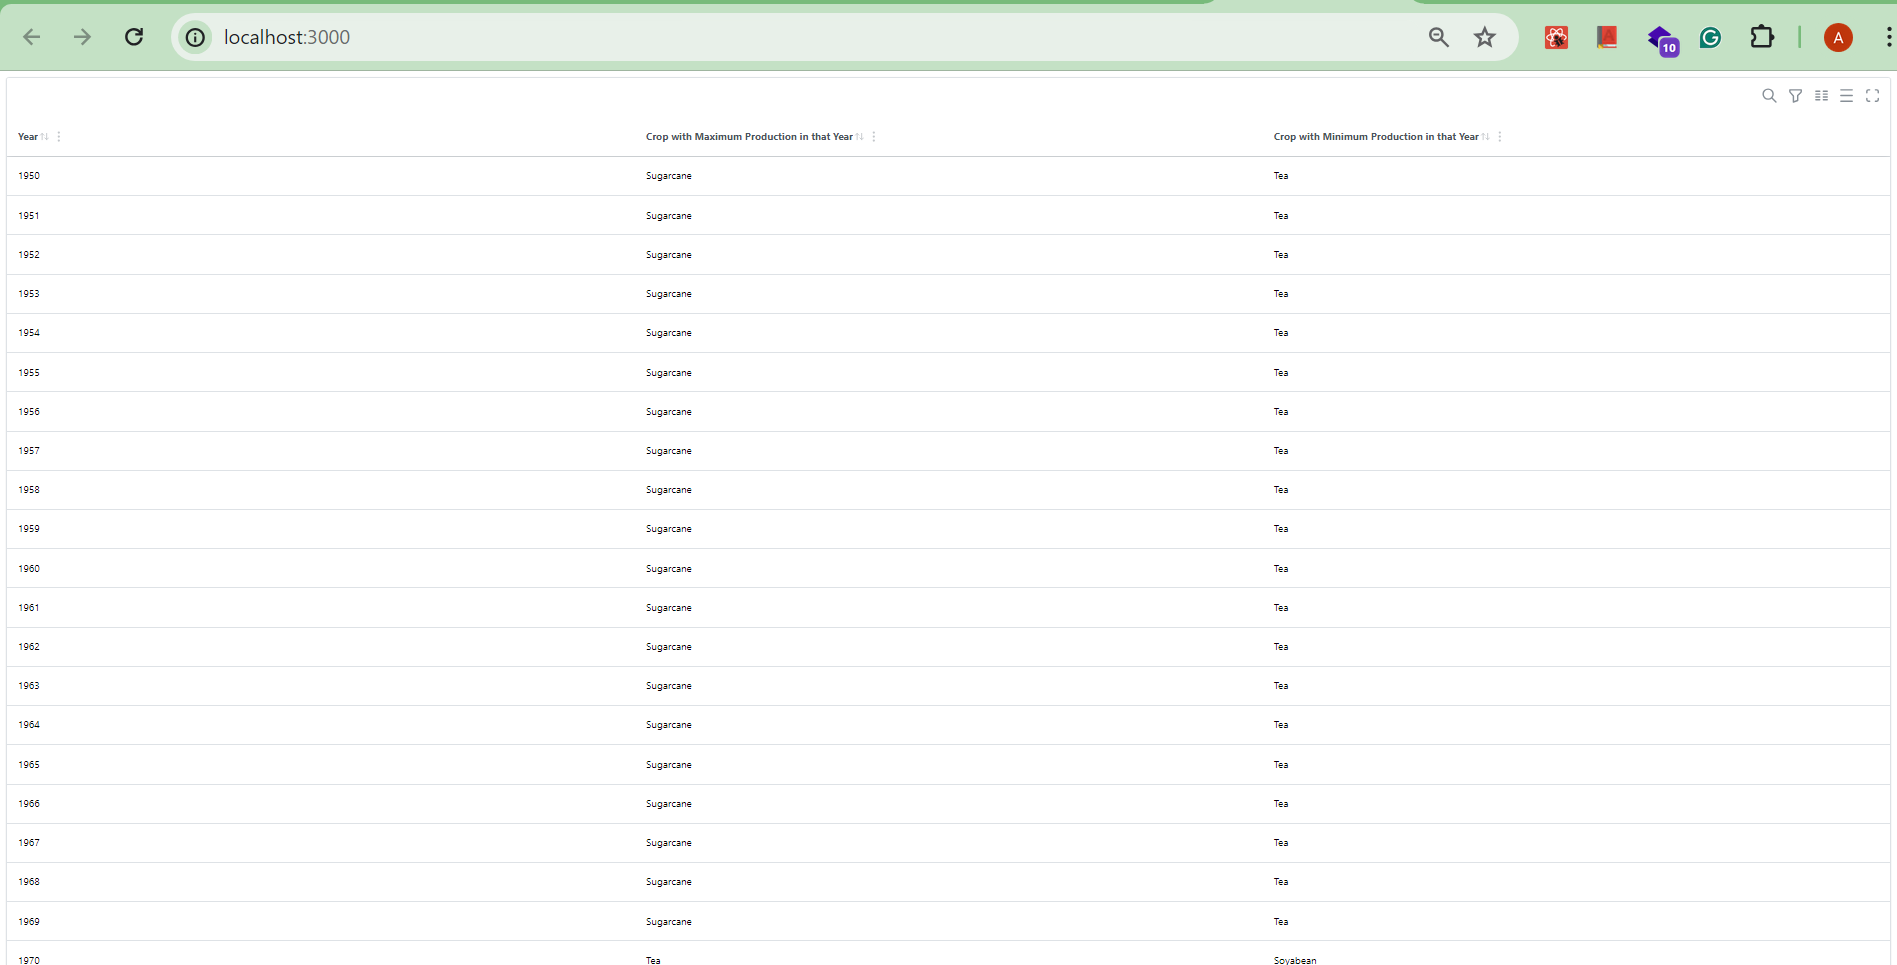 localhost:3000
10
A
Year Crop with Maximum Production in that Year Crop with Minimum Production in that Year
1950 Sugarcane Tea
1951 Sugarcane Tea
1952 Sugarcane Tea
1953 Sugarcane Tea
1954 Sugarcane Tea
1955 Sugarcane Tea
1956 Sugarcane Tea
1957 Sugarcane Tea
1958 Sugarcane Tea
1959 Sugarcane Tea
1960 Sugarcane Tea
1961 Sugarcane Tea
1962 Sugarcane Tea
1963 Sugarcane Tea
1964 Sugarcane Tea
1965 Sugarcane Tea
1966 Sugarcane Tea
1967 Sugarcane Tea
1968 Sugarcane Tea
1969 Sugarcane Tea
1970 Tea Soyabean